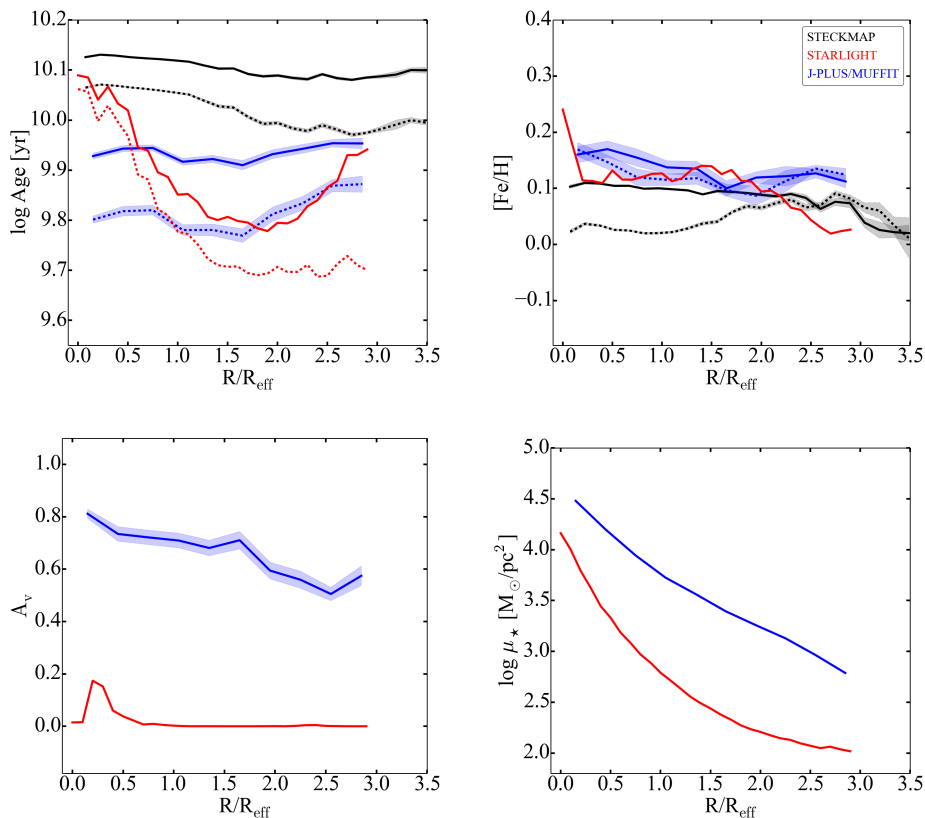 10.2
10.1
10.0
9.9
9.8
9.7
9.6
log Age [yr]
0.0 0.5 1.0 1.5 2.0 2.5 3.0 3.5
R/R_eff
0.4
0.3
0.2
0.1
0.0
−0.1
[Fe/H]
STECKMAP
STARLIGHT
J-PLUS/MUFFIT
0.0 0.5 1.0 1.5 2.0 2.5 3.0 3.5
R/R_eff
1.0
0.8
0.6
0.4
0.2
0.0
A_v
0.0 0.5 1.0 1.5 2.0 2.5 3.0 3.5
R/R_eff
5.0
4.5
4.0
3.5
3.0
2.5
2.0
log μ⋆ [M⊙/pc²]
0.0 0.5 1.0 1.5 2.0 2.5 3.0 3.5
R/R_eff